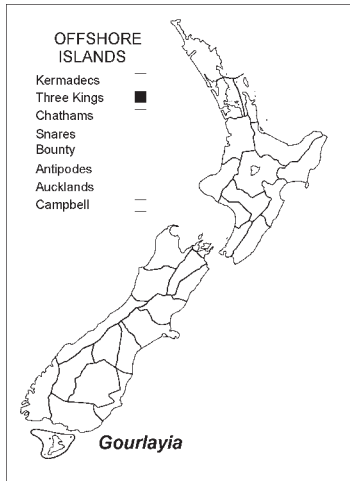 OFFSHORE
ISLANDS
Kermadecs
Three Kings
Chathams
Snares
Bounty
Antipodes
Aucklands
Campbell
Gourlayia